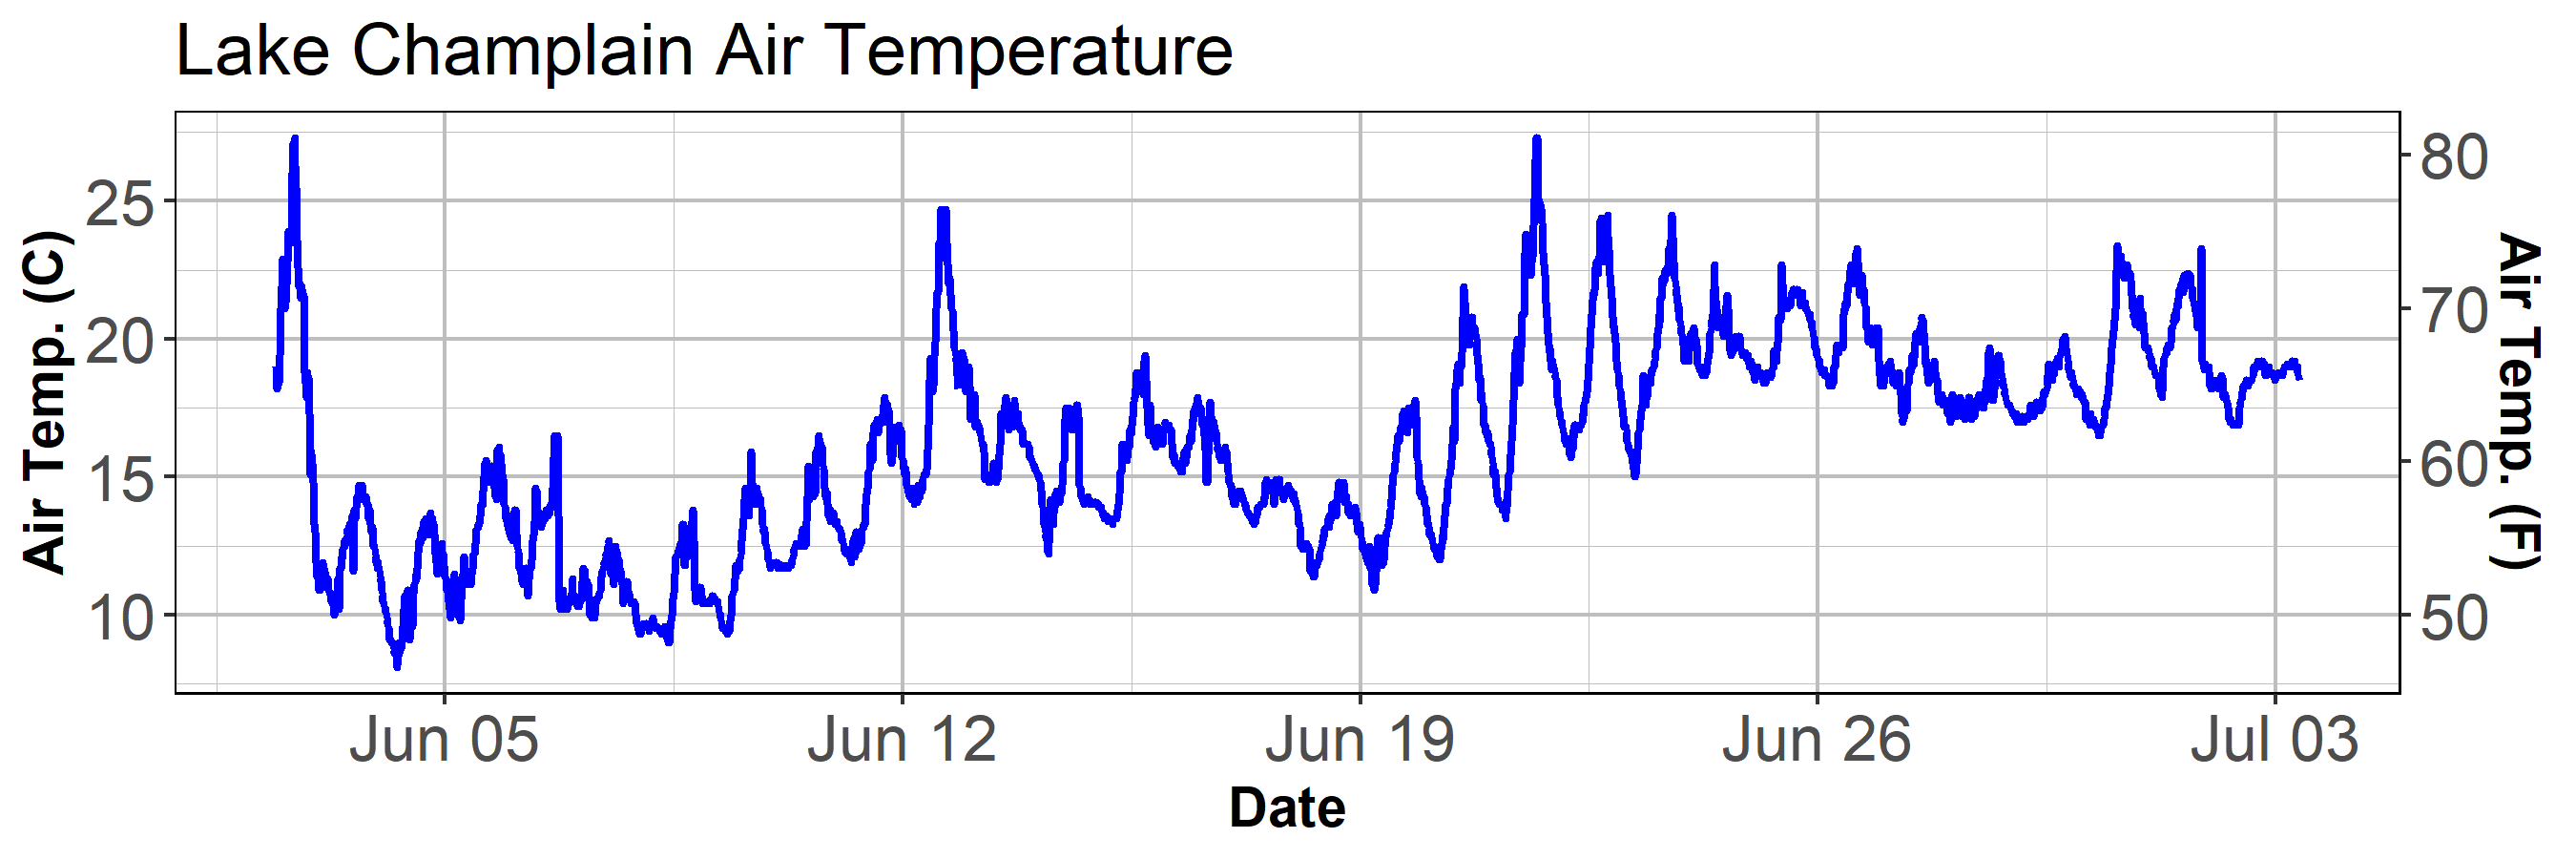 Lake Champlain Air Temperature
Air Temp. (C)
25
20
15
10
80
70
60
50
Air Temp. (F)
Jun 05
Jun 12
Jun 19
Jun 26
Jul 03
Date